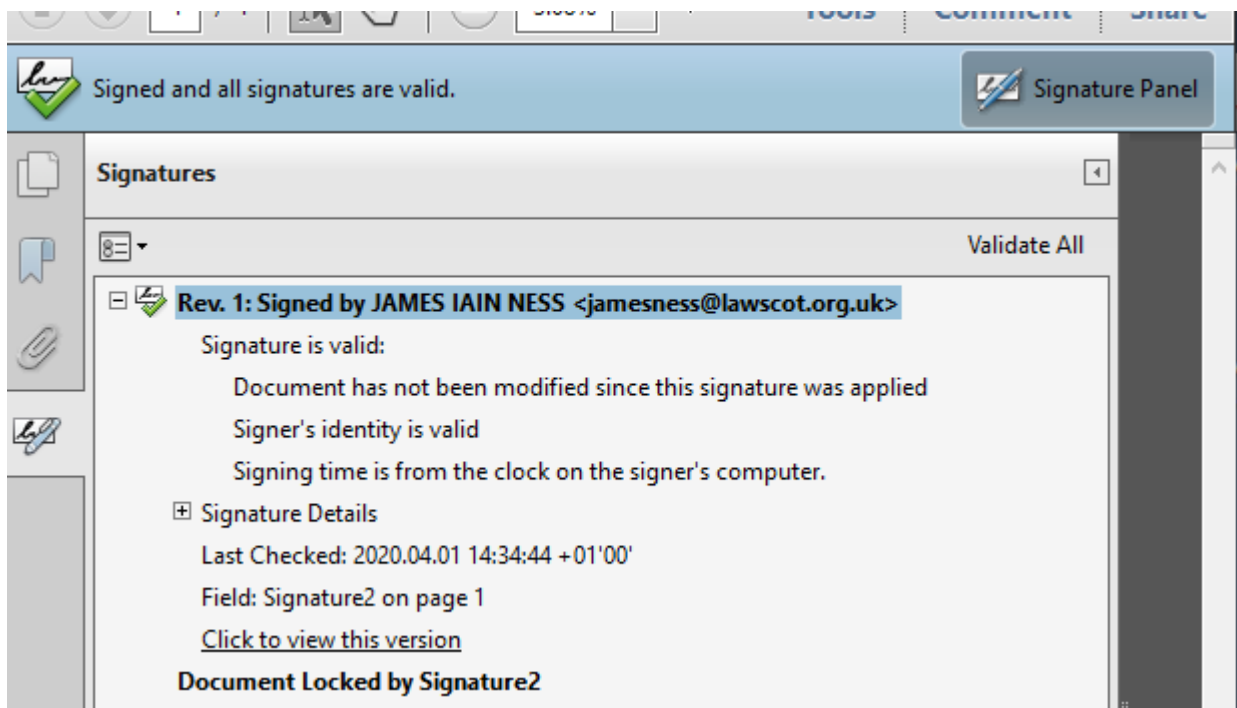 Tools Comment Share
Signed and all signatures are valid. Signature Panel
Signatures
Validate All
Rev. 1: Signed by JAMES IAIN NESS <jamesness@lawscot.org.uk>
Signature is valid:
Document has not been modified since this signature was applied
Signer's identity is valid
Signing time is from the clock on the signer's computer.
Signature Details
Last Checked: 2020.04.01 14:34:44 +01'00'
Field: Signature2 on page 1
Click to view this version
Document Locked by Signature2